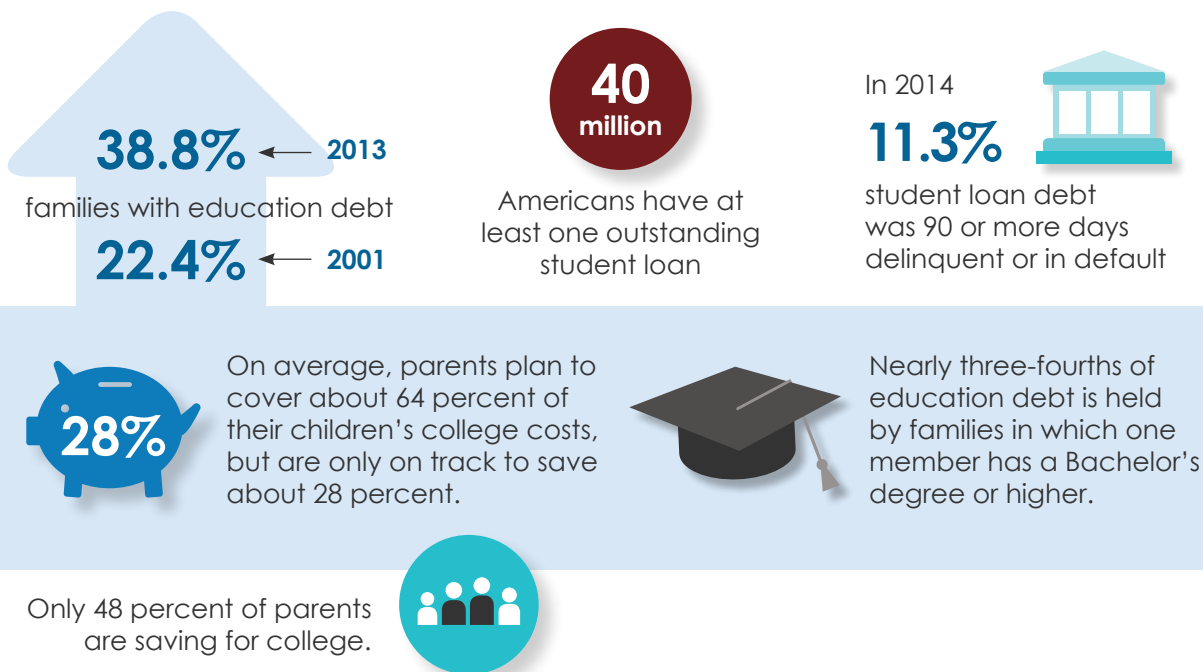 38.8% 2013
families with education debt
22.4% 2001
40
million
Americans have at
least one outstanding
student loan
In 2014
11.3%
student loan debt
was 90 or more days
delinquent or in default
28%
On average, parents plan to
cover about 64 percent of
their children’s college costs,
but are only on track to save
about 28 percent.
Nearly three-fourths of
education debt is held
by families in which one
member has a Bachelor’s
degree or higher.
Only 48 percent of parents
are saving for college.